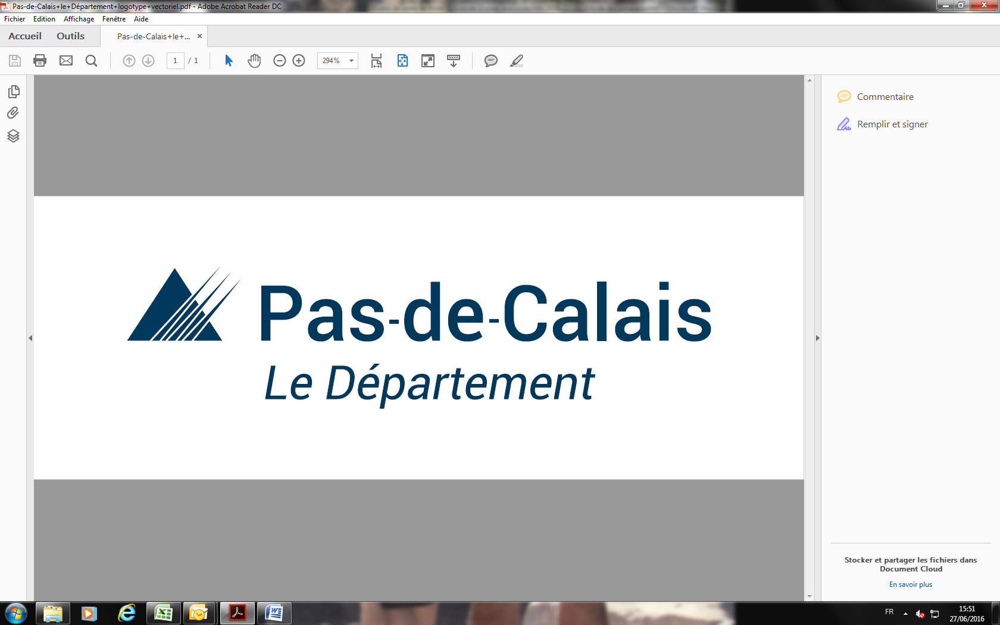 Pas-de-Calais+le+Département+logotype+vectoriel.pdf - Adobe Acrobat Reader DC
Fichier Edition Affichage Fenêtre Aide
Accueil Outils Pas-de-Calais+le+...
1 / 1 294%
Commentaire
Remplir et signer
Pas-de-Calais
Le Département
Stocker et partager les fichiers dans
Document Cloud
En savoir plus
FR 15:51
27/06/2016